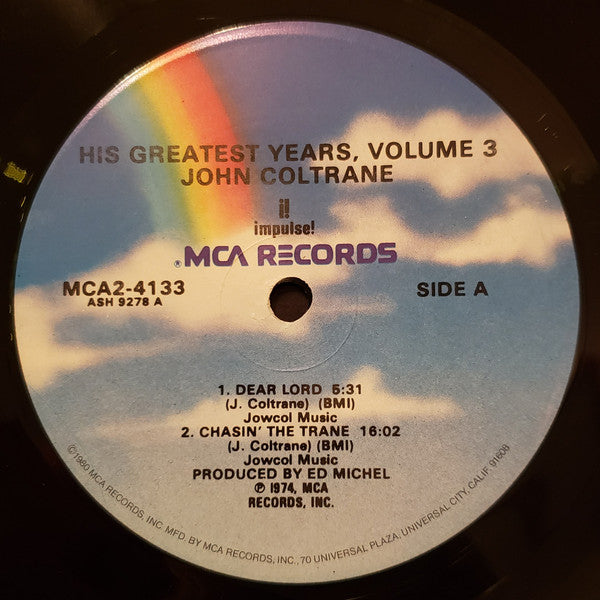 HIS GREATEST YEARS, VOLUME 3
JOHN COLTRANE
i!
impulse!
® MCA RECORDS
MCA2-4133
ASH 9278 A
SIDE A
1. DEAR LORD 5:31
(J. Coltrane) (BMI)
Jowcol Music
2. CHASIN' THE TRANE 16:02
(J. Coltrane) (BMI)
Jowcol Music
PRODUCED BY ED MICHEL
℗ 1974, MCA
RECORDS, INC.
©1980 MCA RECORDS, INC. MFD. BY MCA RECORDS, INC., 70 UNIVERSAL PLAZA, UNIVERSAL CITY, CALIF. 91608